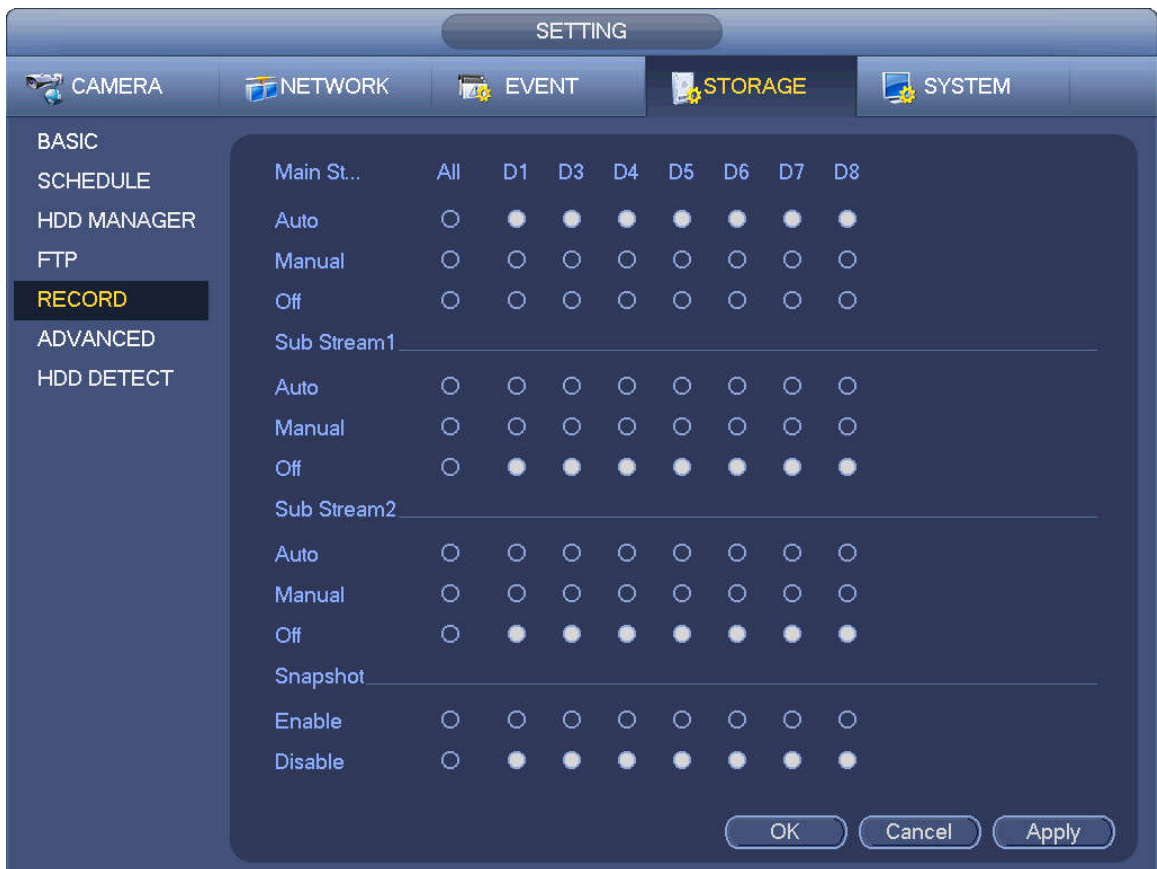 SETTING
CAMERA NETWORK EVENT STORAGE SYSTEM
BASIC
SCHEDULE
HDD MANAGER
FTP
RECORD
ADVANCED
HDD DETECT
Main St... All D1 D3 D4 D5 D6 D7 D8
Auto
Manual
Off
Sub Stream1
Auto
Manual
Off
Sub Stream2
Auto
Manual
Off
Snapshot
Enable
Disable
OK Cancel Apply